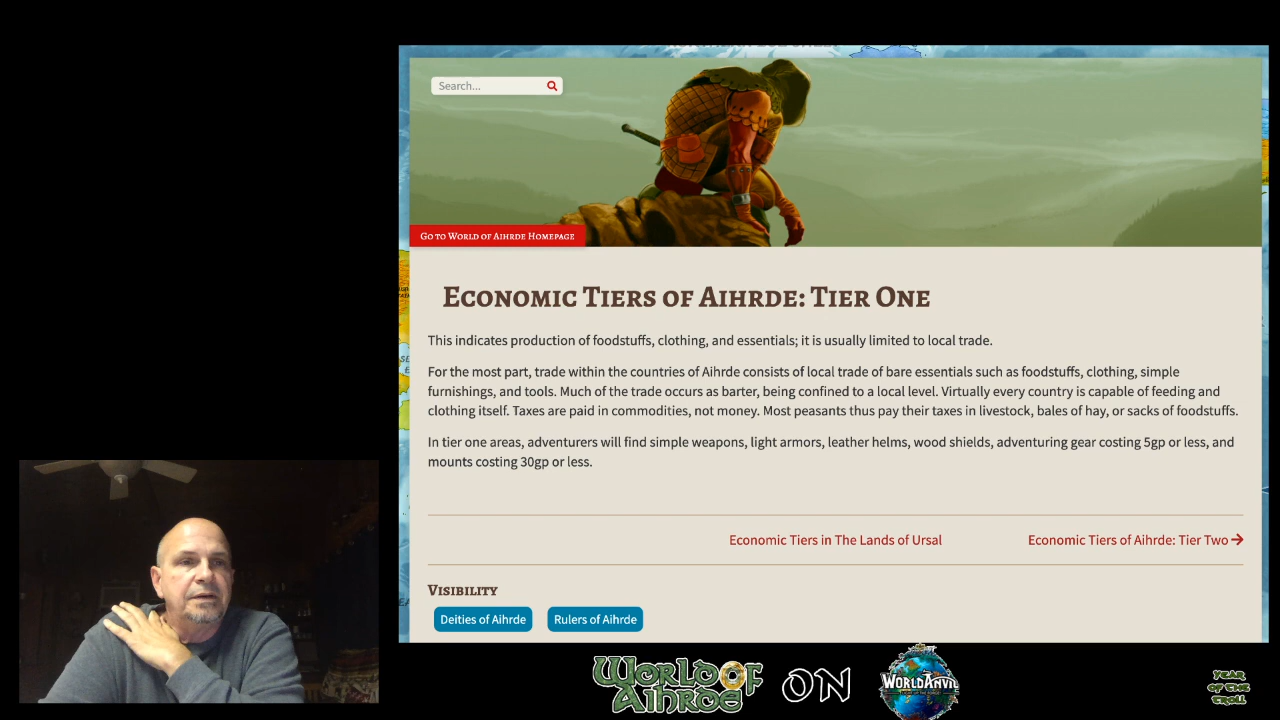 Search...
Go to World of Aihrde Homepage
Economic Tiers of Aihrde: Tier One
This indicates production of foodstuffs, clothing, and essentials; it is usually limited to local trade.
For the most part, trade within the countries of Aihrde consists of local trade of bare essentials such as foodstuffs, clothing, simple
furnishings, and tools. Much of the trade occurs as barter, being confined to a local level. Virtually every country is capable of feeding and
clothing itself. Taxes are paid in commodities, not money. Most peasants thus pay their taxes in livestock, bales of hay, or sacks of foodstuffs.
In tier one areas, adventurers will find simple weapons, light armors, leather helms, wood shields, adventuring gear costing 5gp or less, and
mounts costing 30gp or less.
Economic Tiers in The Lands of Ursal
Economic Tiers of Aihrde: Tier Two
Visibility
Deities of Aihrde
Rulers of Aihrde
World of
Aihrde
ON
WorldAnvil
Year
of the
Troll